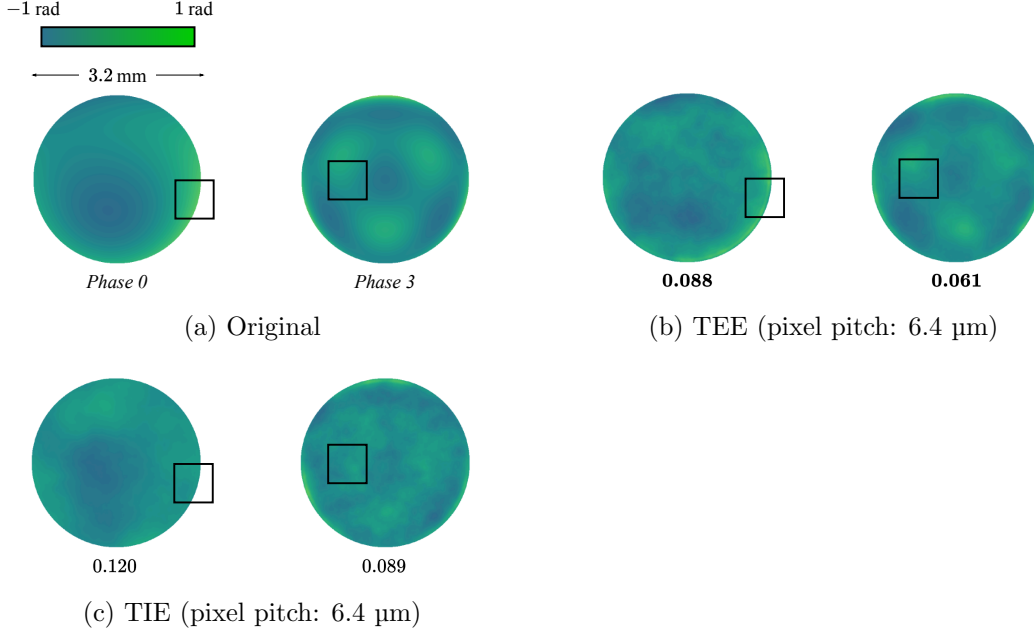 −1 rad 1 rad
3.2 mm
Phase 0 Phase 3
(a) Original
0.088 0.061
(b) TEE (pixel pitch: 6.4 µm)
0.120 0.089
(c) TIE (pixel pitch: 6.4 µm)